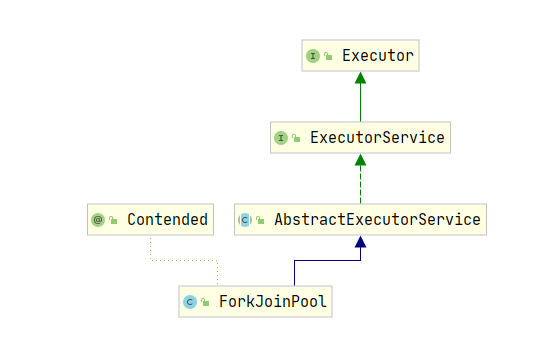 I Executor
I ExecutorService
@ Contended
C AbstractExecutorService
C ForkJoinPool